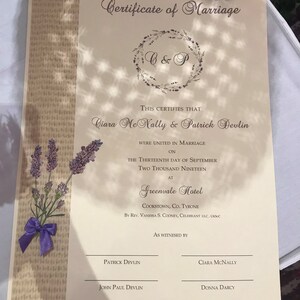 Certificate of Marriage
C & P
This certifies that
Ciara McNally & Patrick Devlin
were united in Marriage
on
the Thirteenth day of September
Two Thousand Nineteen
at
Greenvale Hotel
Cookstown, Co. Tyrone
As witnessed by
Patrick Devlin
Ciara McNally
John Paul Devlin
Donna Darcy